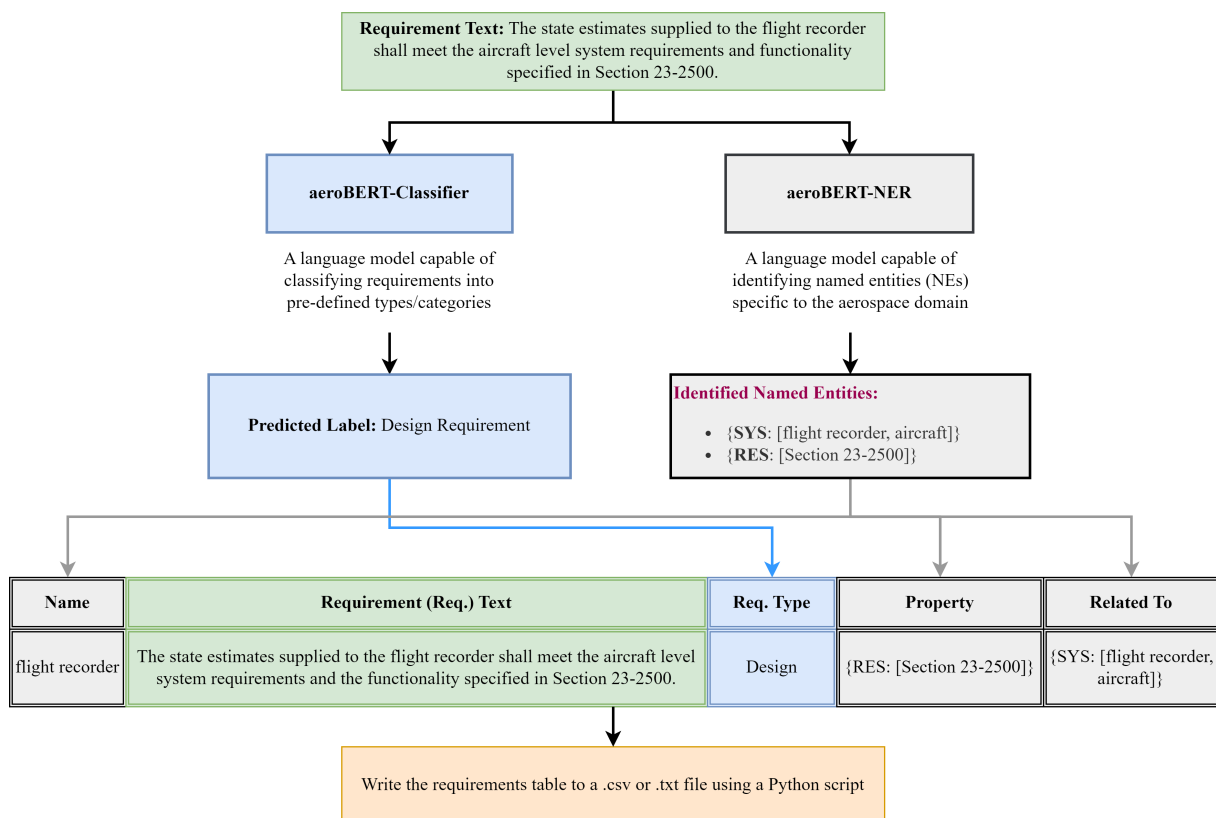 Requirement Text: The state estimates supplied to the flight recorder
shall meet the aircraft level system requirements and functionality
specified in Section 23-2500.
aeroBERT-Classifier
aeroBERT-NER
A language model capable of
classifying requirements into
pre-defined types/categories
A language model capable of
identifying named entities (NEs)
specific to the aerospace domain
Predicted Label: Design Requirement
Identified Named Entities:
• {SYS: [flight recorder, aircraft]}
• {RES: [Section 23-2500]}
Name
Requirement (Req.) Text
Req. Type
Property
Related To
flight recorder
The state estimates supplied to the flight recorder shall meet the aircraft level
system requirements and the functionality specified in Section 23-2500.
Design
{RES: [Section 23-2500]}
{SYS: [flight recorder,
aircraft]}
Write the requirements table to a .csv or .txt file using a Python script